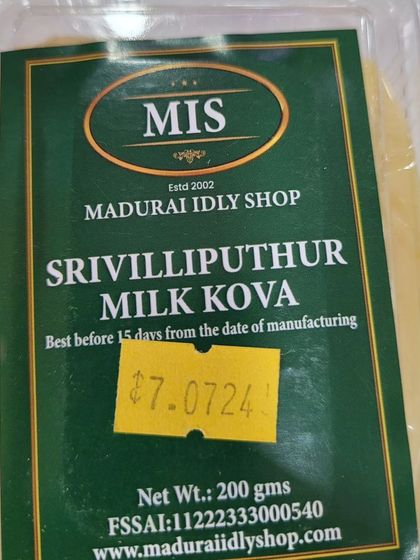 MIS
Estd 2002
MADURAI IDLY SHOP
SRIVILLIPUTHUR
MILK KOVA
Best before 15 days from the date of manufacturing
7.0724
Net Wt.: 200 gms
FSSAI:11222333000540
www.maduraiidlyshop.com